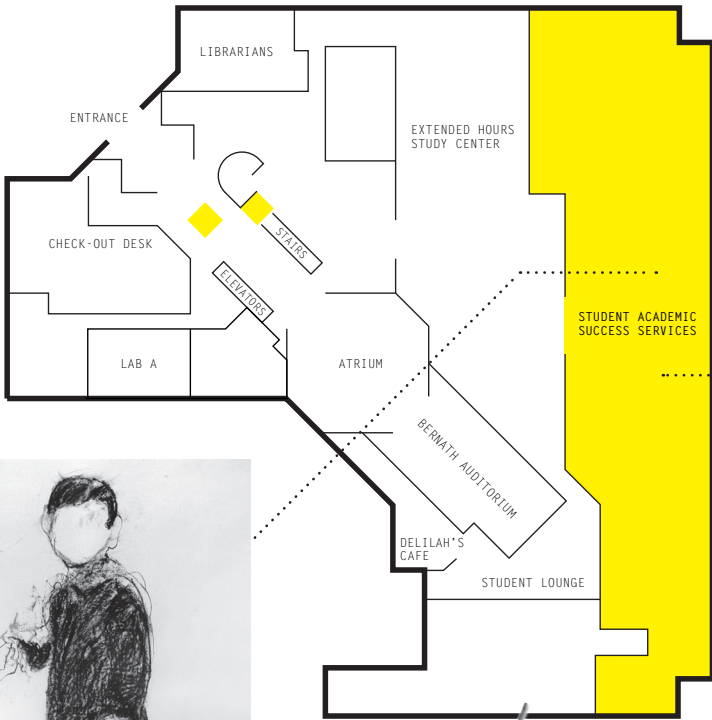 LIBRARIANS
ENTRANCE
EXTENDED HOURS
STUDY CENTER
CHECK-OUT DESK
STAIRS
ELEVATORS
STUDENT ACADEMIC
SUCCESS SERVICES
LAB A
ATRIUM
BERNATH AUDITORIUM
DELILAH'S
CAFE
STUDENT LOUNGE